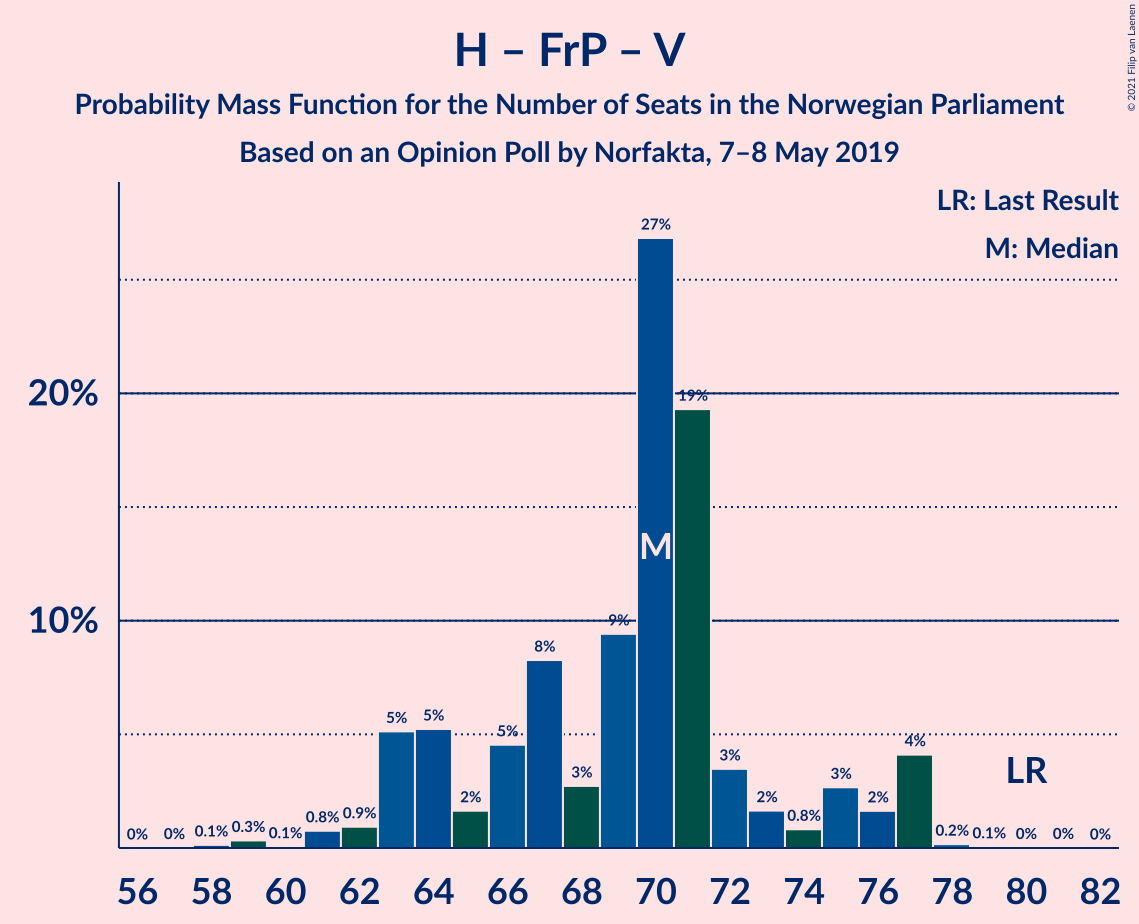 H – FrP – V
Probability Mass Function for the Number of Seats in the Norwegian Parliament
Based on an Opinion Poll by Norfakta, 7–8 May 2019
© 2021 Filip van Laenen
LR: Last Result
M: Median
20%
10%
0% 0% 0.1% 0.3% 0.1% 0.8% 0.9% 5% 5% 2% 5% 8% 3% 9% 27% 19% 3% 2% 0.8% 3% 2% 4% 0.2% 0.1% 0% 0% 0%
M
LR
56 58 60 62 64 66 68 70 72 74 76 78 80 82